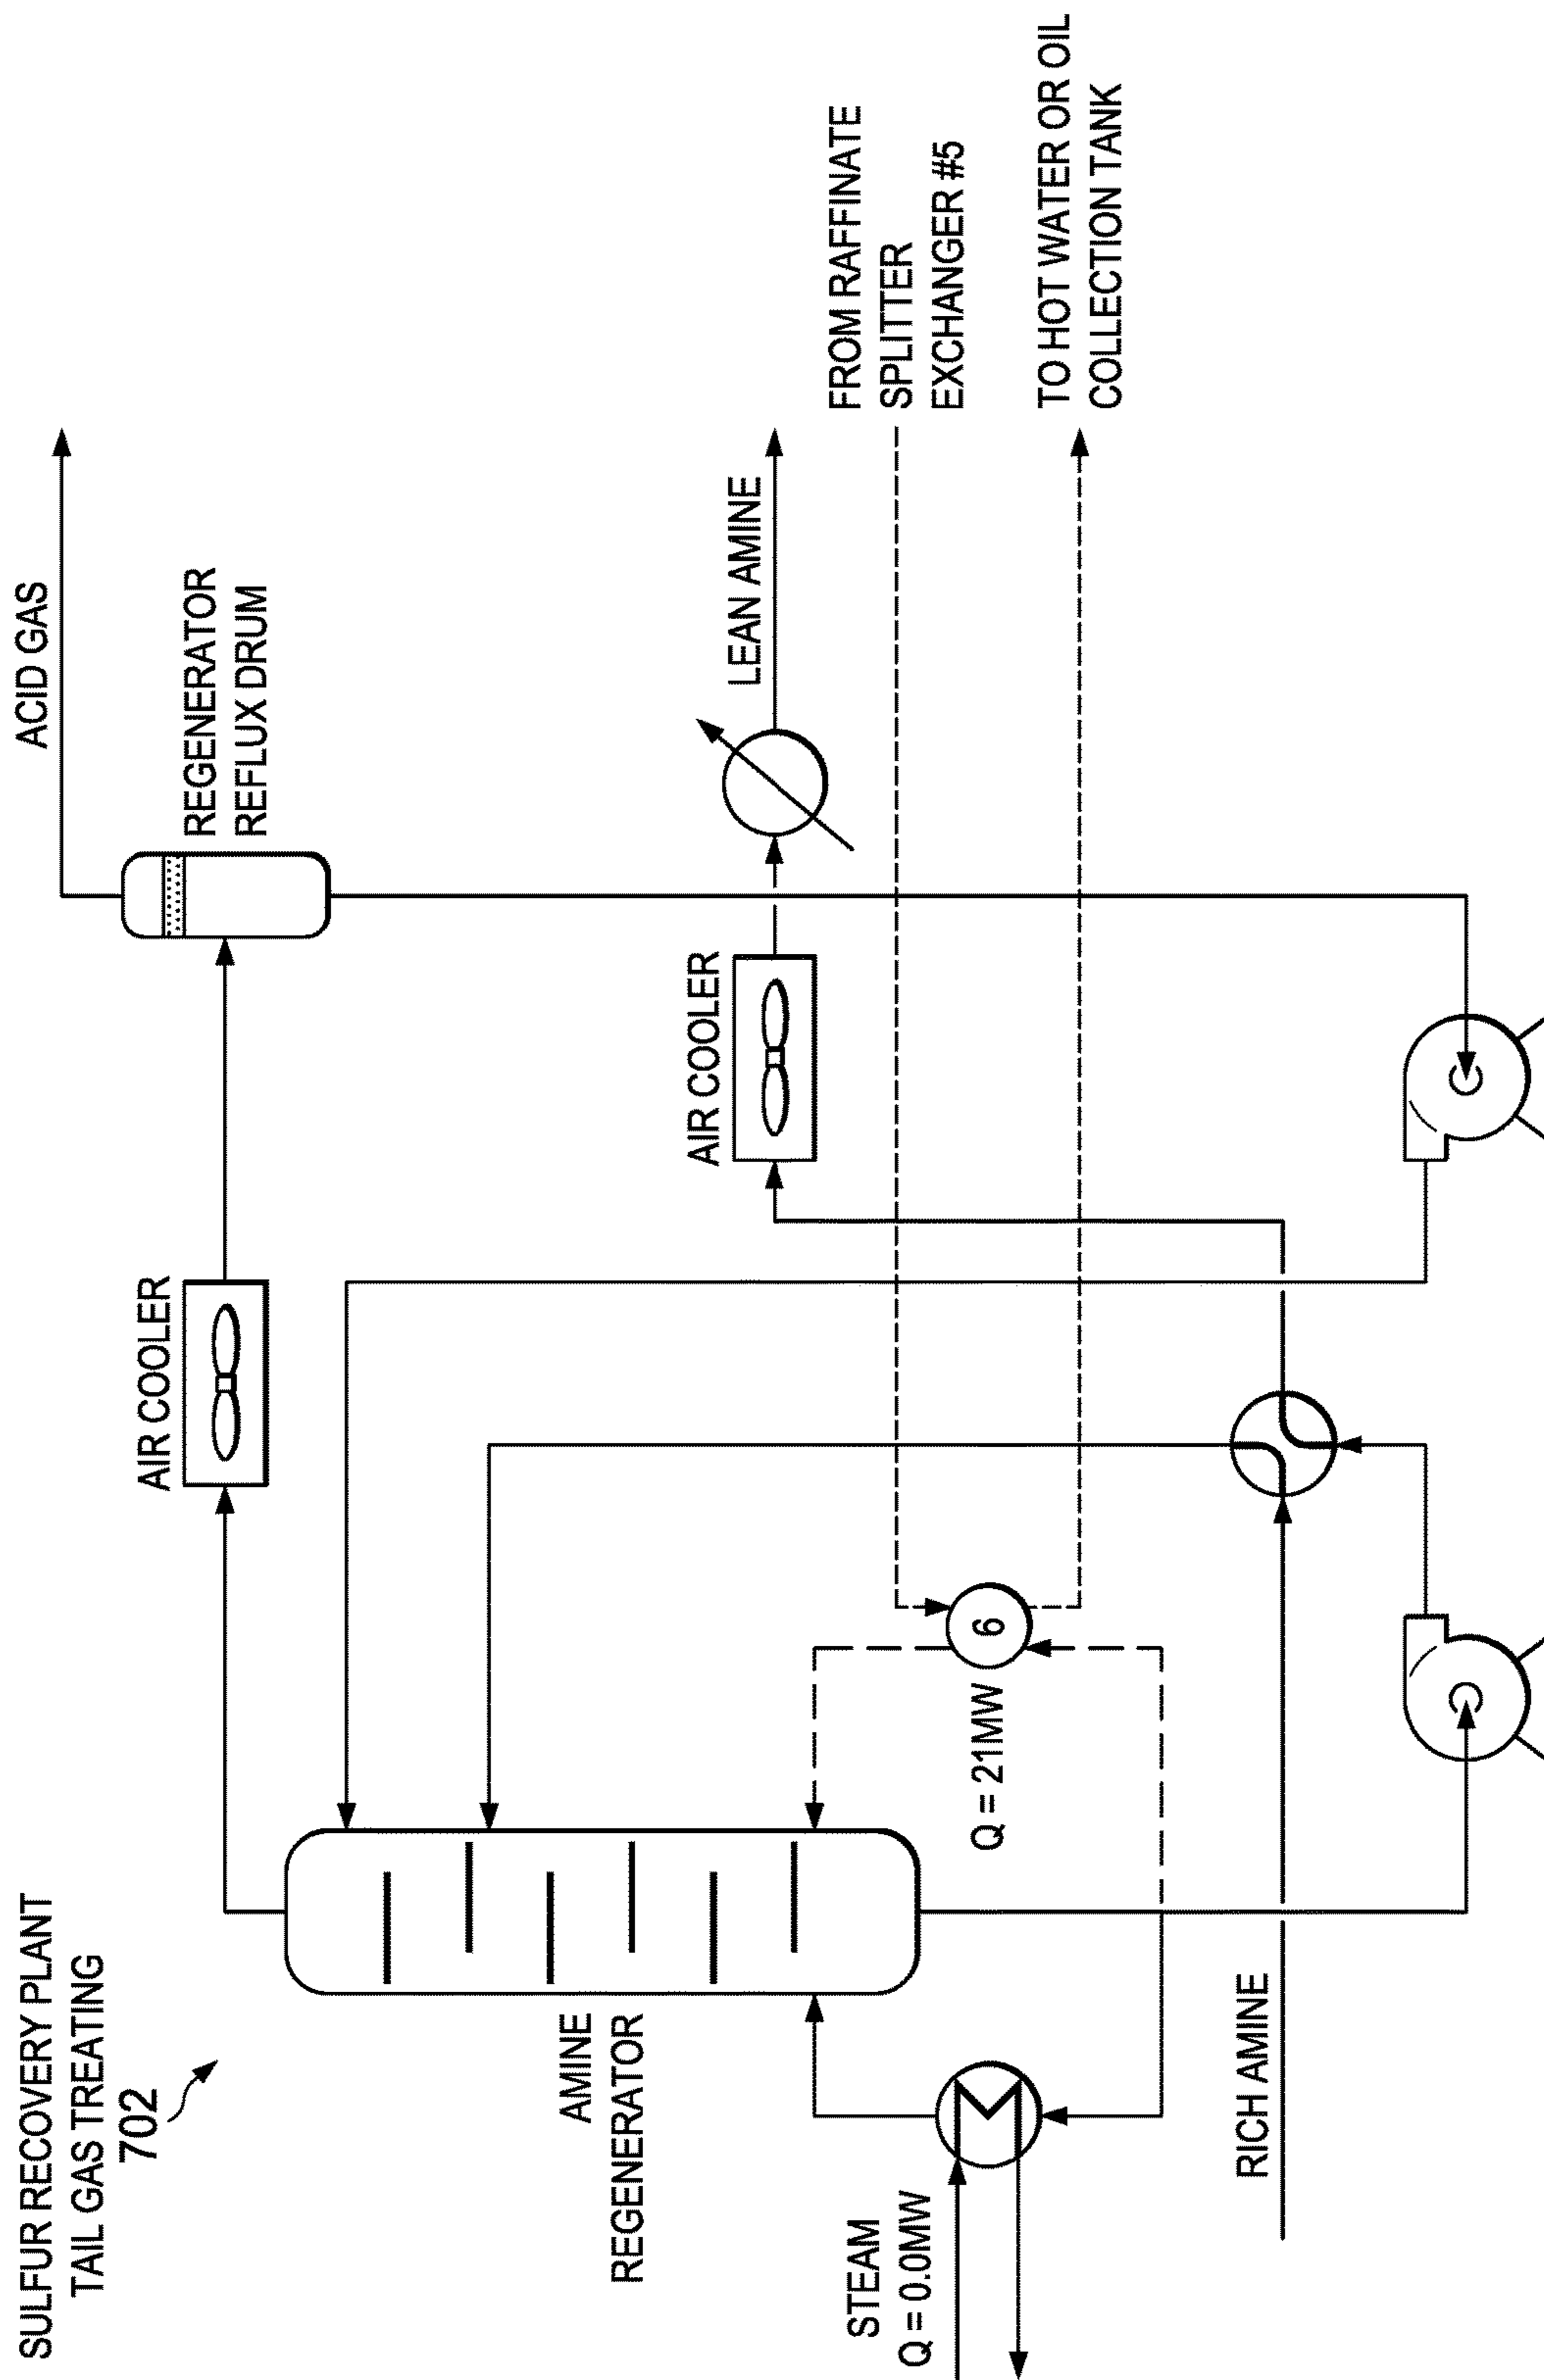 SULFUR RECOVERY PLANT
TAIL GAS TREATING
702
AIR COOLER
ACID GAS
REGENERATOR
REFLUX DRUM
AMINE
REGENERATOR
AIR COOLER
LEAN AMINE
STEAM
Q = 0.0MW
Q = 21MW
6
FROM RAFFINATE
SPLITTER
EXCHANGER #5
TO HOT WATER OR OIL
COLLECTION TANK
RICH AMINE